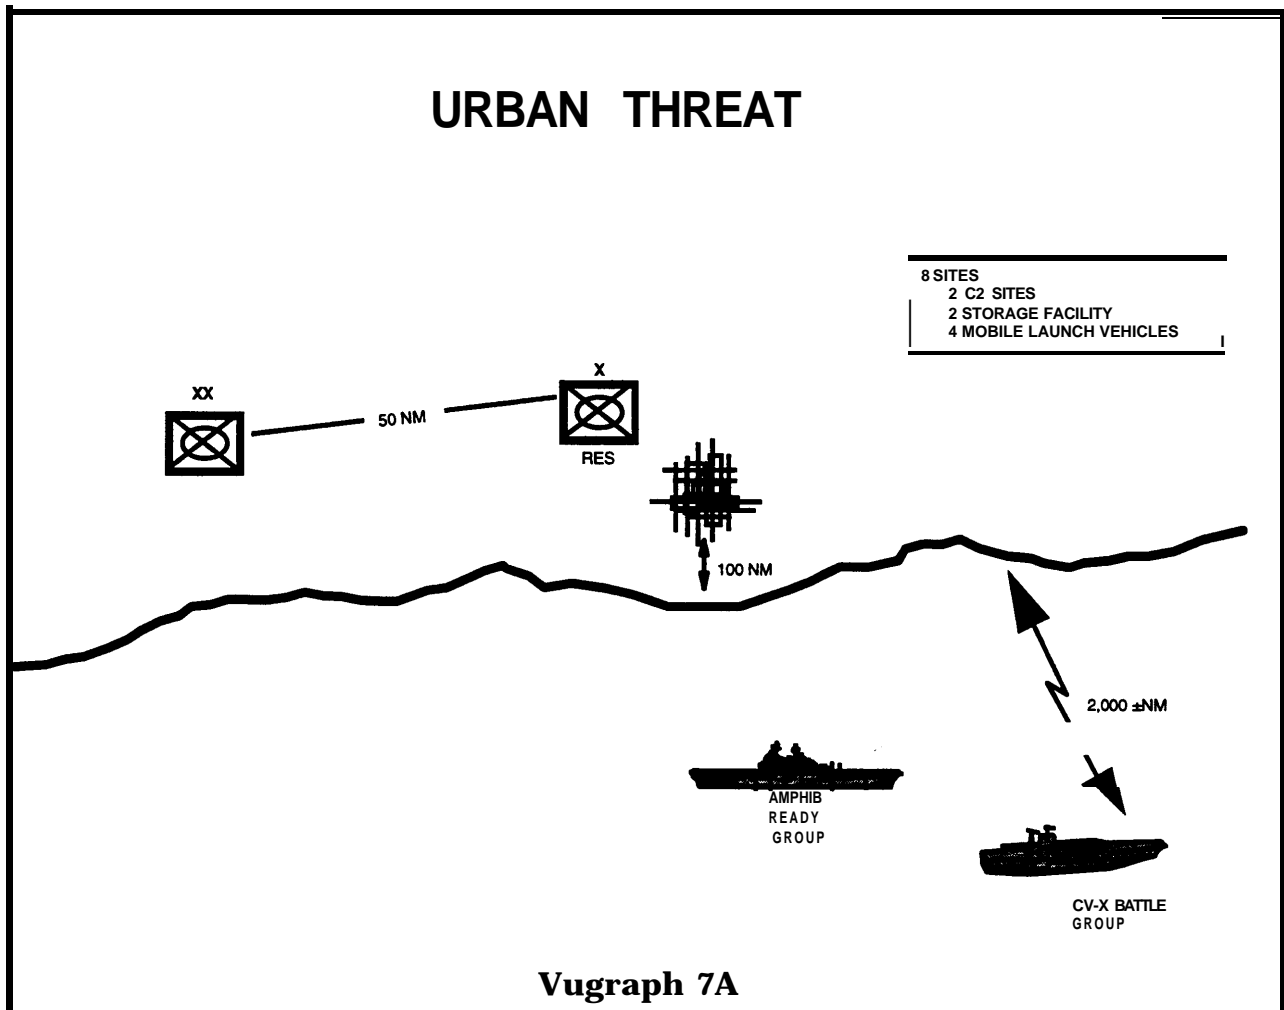 URBAN THREAT
8 SITES
2 C2 SITES
2 STORAGE FACILITY
4 MOBILE LAUNCH VEHICLES
XX
50 NM
X
RES
100 NM
2,000 ±NM
AMPHIB
READY
GROUP
CV-X BATTLE
GROUP
Vugraph 7A